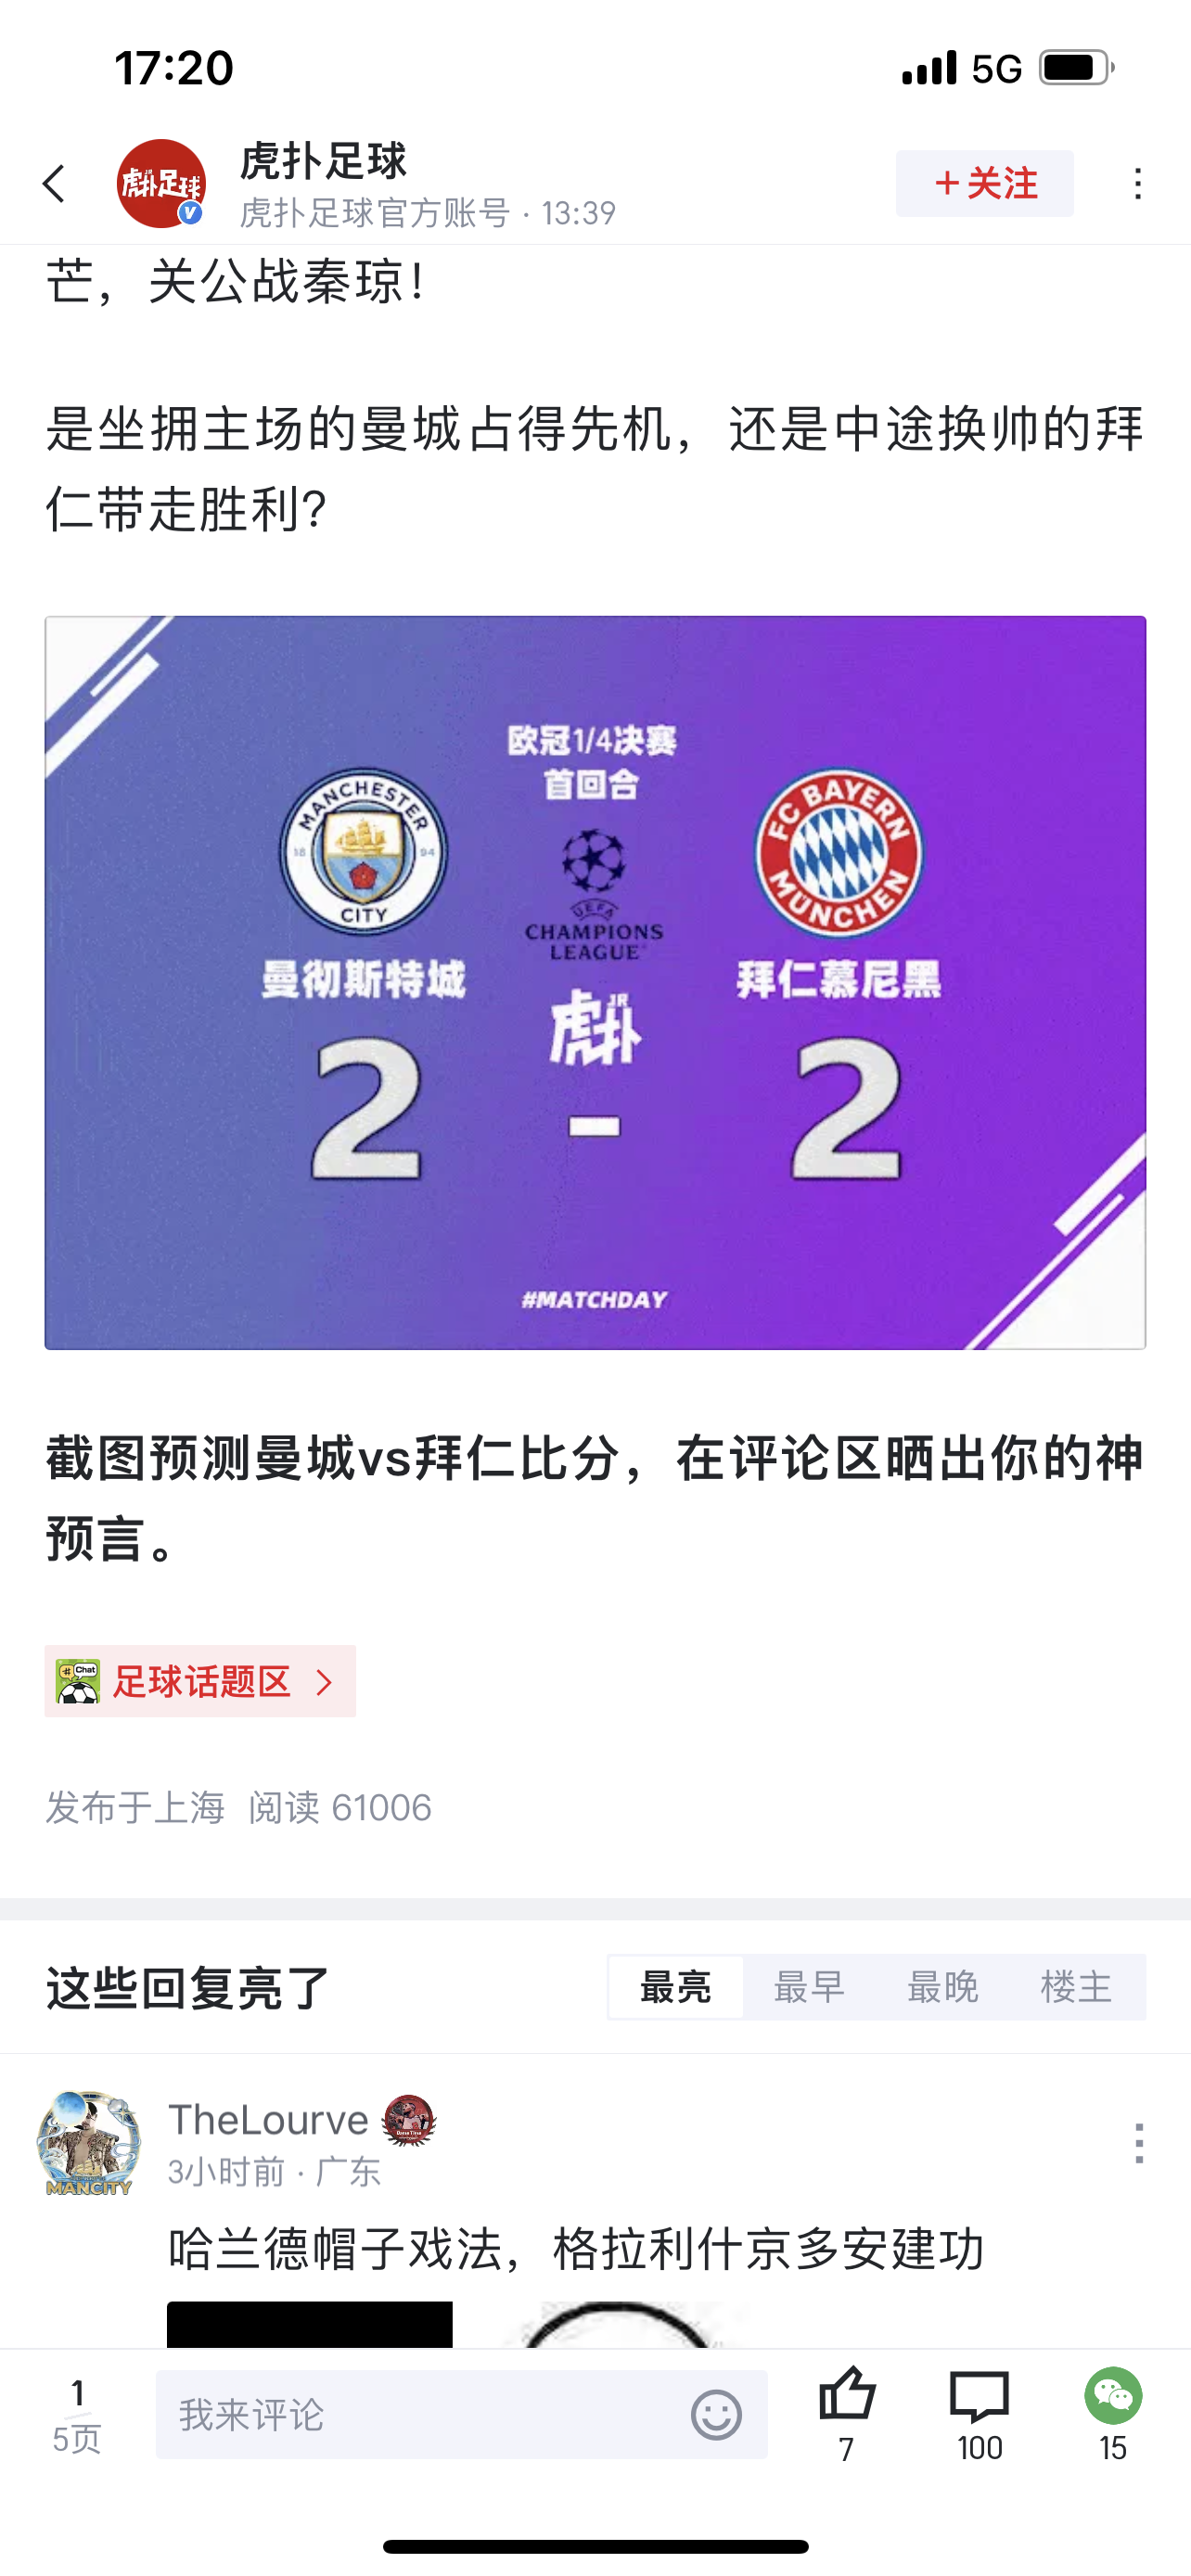 17:20
5G
虎扑足球
虎扑足球
虎扑足球官方账号 · 13:39
+关注
芒，关公战秦琼！
是坐拥主场的曼城占得先机，还是中途换帅的拜
仁带走胜利?
欧冠1/4决赛
首回合
MANCHESTER
18 94
CITY
FC BAYERN
MÜNCHEN
UEFA
CHAMPIONS
LEAGUE
曼彻斯特城
拜仁慕尼黑
虎扑JR
2 - 2
#MATCHDAY
截图预测曼城vs拜仁比分，在评论区晒出你的神
预言。
# Chat
足球话题区 >
发布于上海 阅读 61006
这些回复亮了
最亮 最早 最晚 楼主
TheLourve
3小时前 · 广东
MANCITY
哈兰德帽子戏法，格拉利什京多安建功
1
5页
我来评论
7
100
15